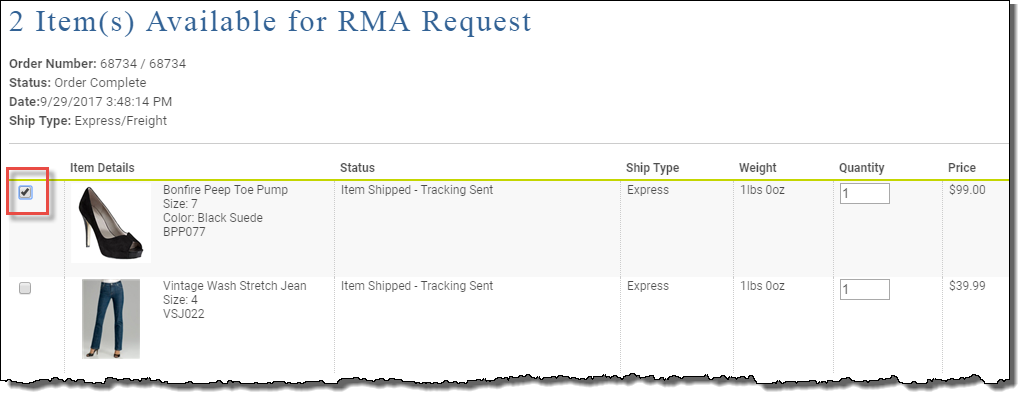 2 Item(s) Available for RMA Request
Order Number: 68734 / 68734
Status: Order Complete
Date:9/29/2017 3:48:14 PM
Ship Type: Express/Freight
Item Details Status Ship Type Weight Quantity Price
Bonfire Peep Toe Pump Item Shipped - Tracking Sent Express 1lbs 0oz 1 $99.00
Size: 7
Color: Black Suede
BPP077
Vintage Wash Stretch Jean Item Shipped - Tracking Sent Express 1lbs 0oz 1 $39.99
Size: 4
VSJ022